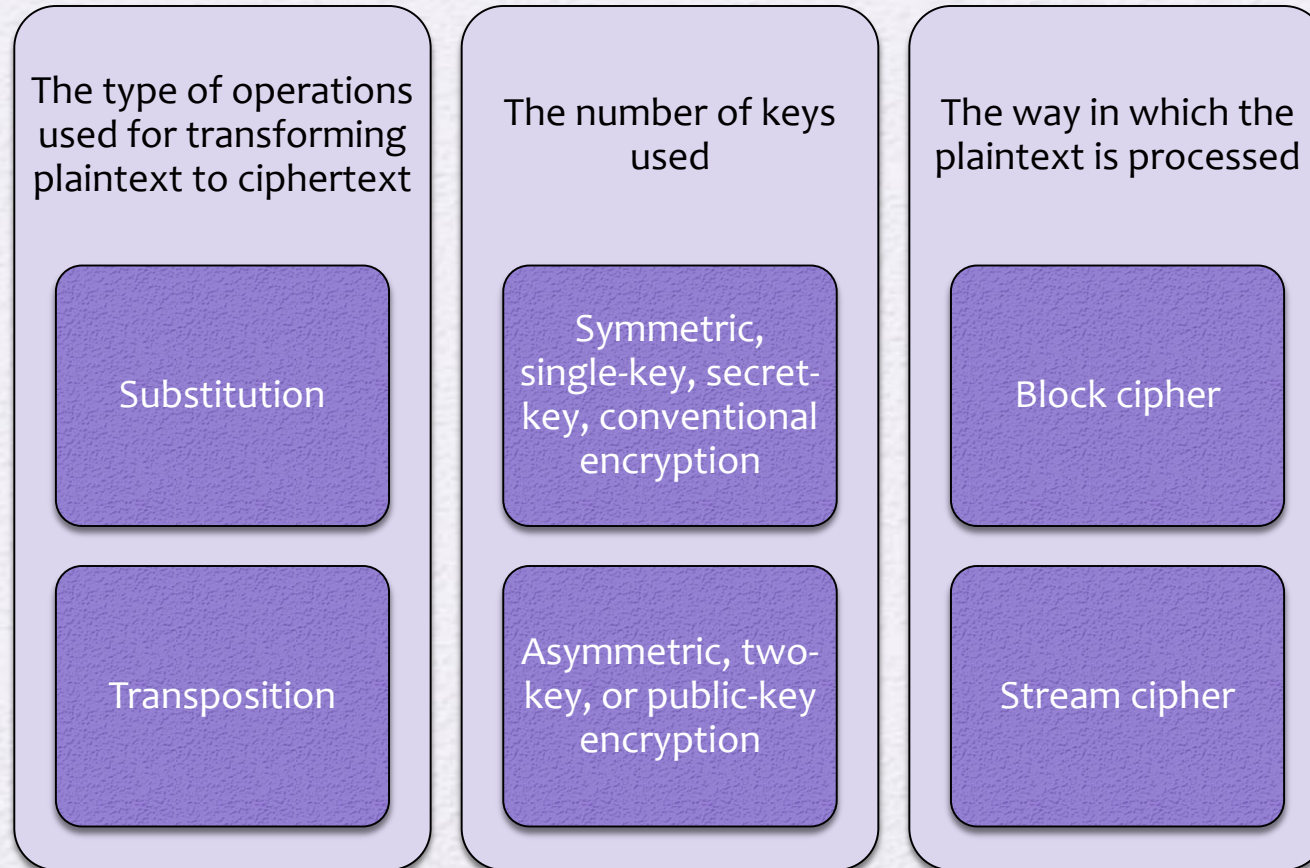 The type of operations
used for transforming
plaintext to ciphertext
Substitution
Transposition
The number of keys
used
Symmetric,
single-key, secret-
key, conventional
encryption
Asymmetric, two-
key, or public-key
encryption
The way in which the
plaintext is processed
Block cipher
Stream cipher